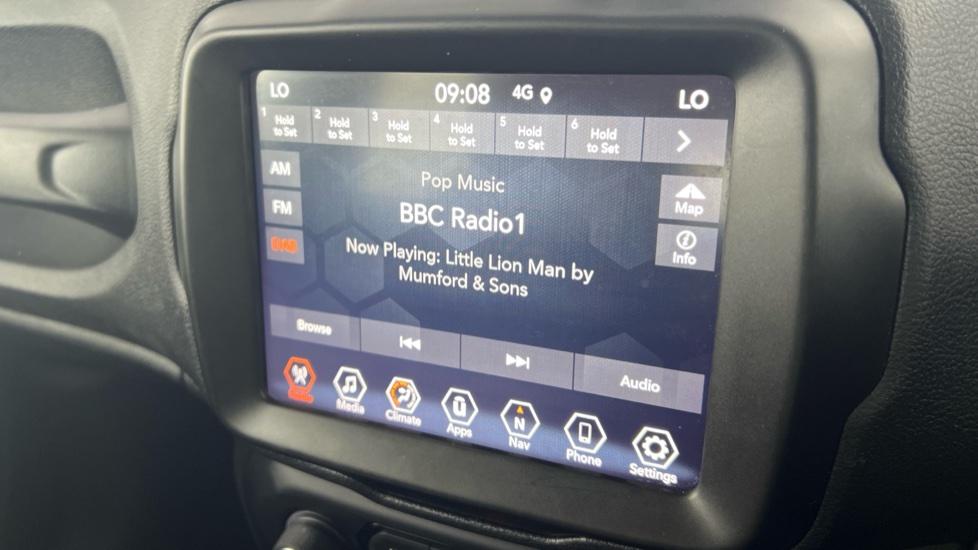 LO 09:08 4G LO
1 Hold to Set
2 Hold to Set
3 Hold to Set
4 Hold to Set
5 Hold to Set
6 Hold to Set
AM
FM
DAB
Pop Music
BBC Radio1
Now Playing: Little Lion Man by
Mumford & Sons
Map
Info
Browse
Audio
Radio
Media
Climate
Apps
N
Nav
Phone
Settings